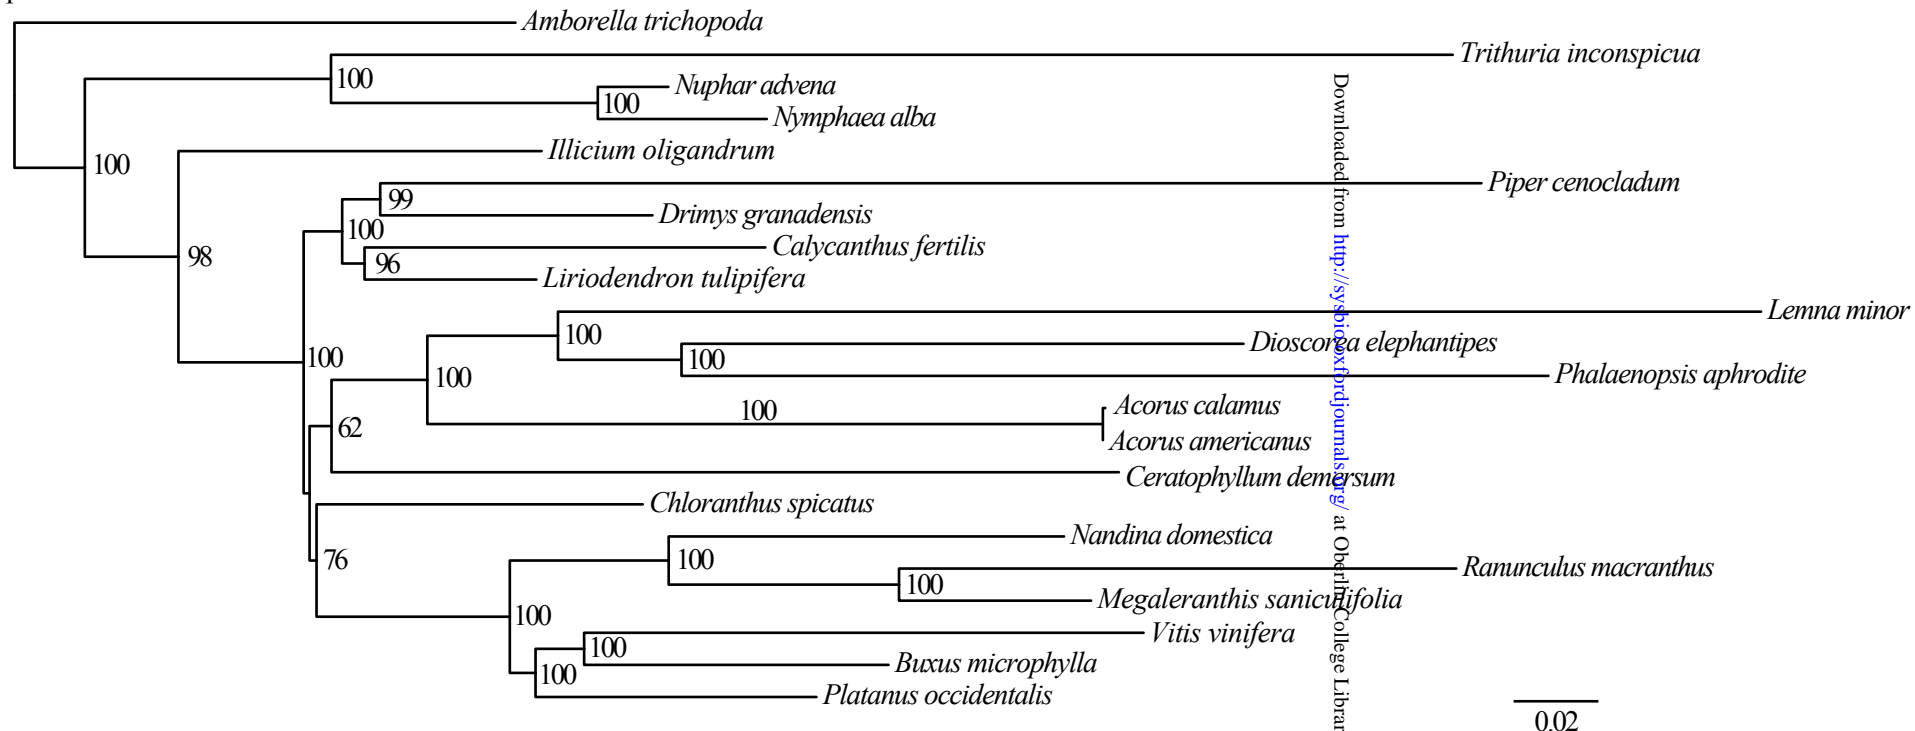 Amborella trichopoda
Trithuria inconspicua
100
Nuphar advena
100
Nymphaea alba
Illicium oligandrum
100
Piper cenocladum
99
Drimys granadensis
100
Calycanthus fertilis
98
96
Liriodendron tulipifera
Lemna minor
100
Dioscorea elephantipes
100
100
Phalaenopsis aphrodite
100
Acorus calamus
100
Acorus americanus
62
Ceratophyllum demersum
Chloranthus spicatus
Nandina domestica
76
100
Ranunculus macranthus
100
Megaleranthis saniculifolia
100
Vitis vinifera
100
Buxus microphylla
100
Platanus occidentalis
0.02
Downloaded from http://sysbio.oxfordjournals.org/ at Oberlin College Librar